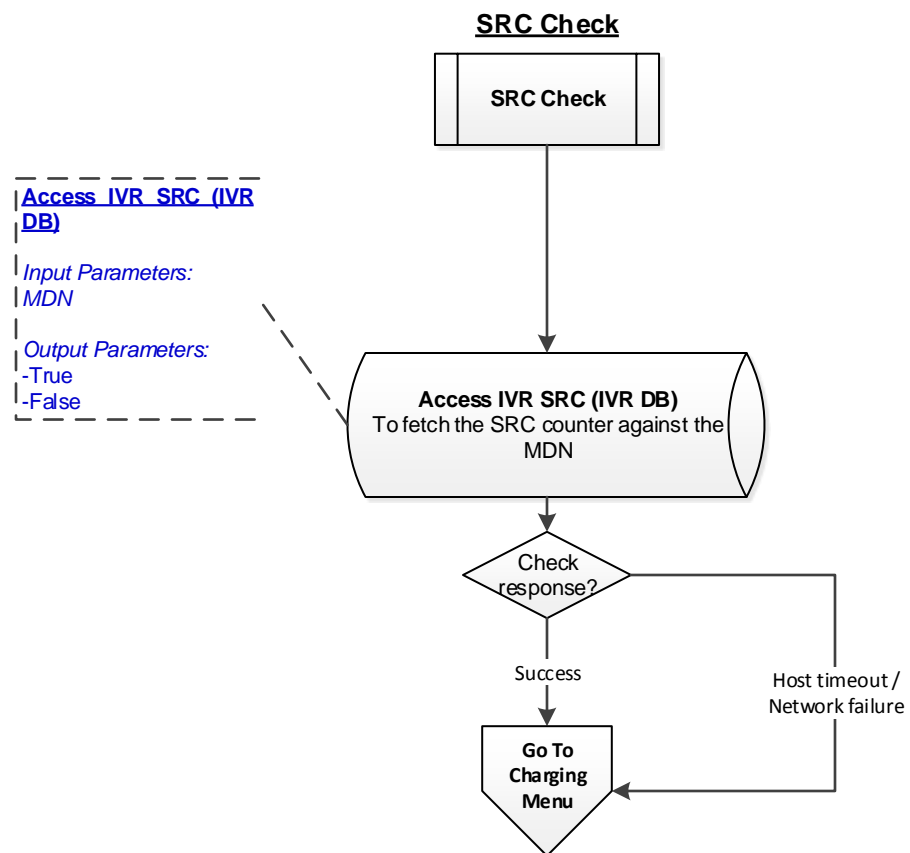 SRC Check
SRC Check
Access IVR SRC (IVR
DB)
Input Parameters:
MDN
Output Parameters:
-True
-False
Access IVR SRC (IVR DB)
To fetch the SRC counter against the
MDN
Check
response?
Success
Host timeout /
Network failure
Go To
Charging
Menu